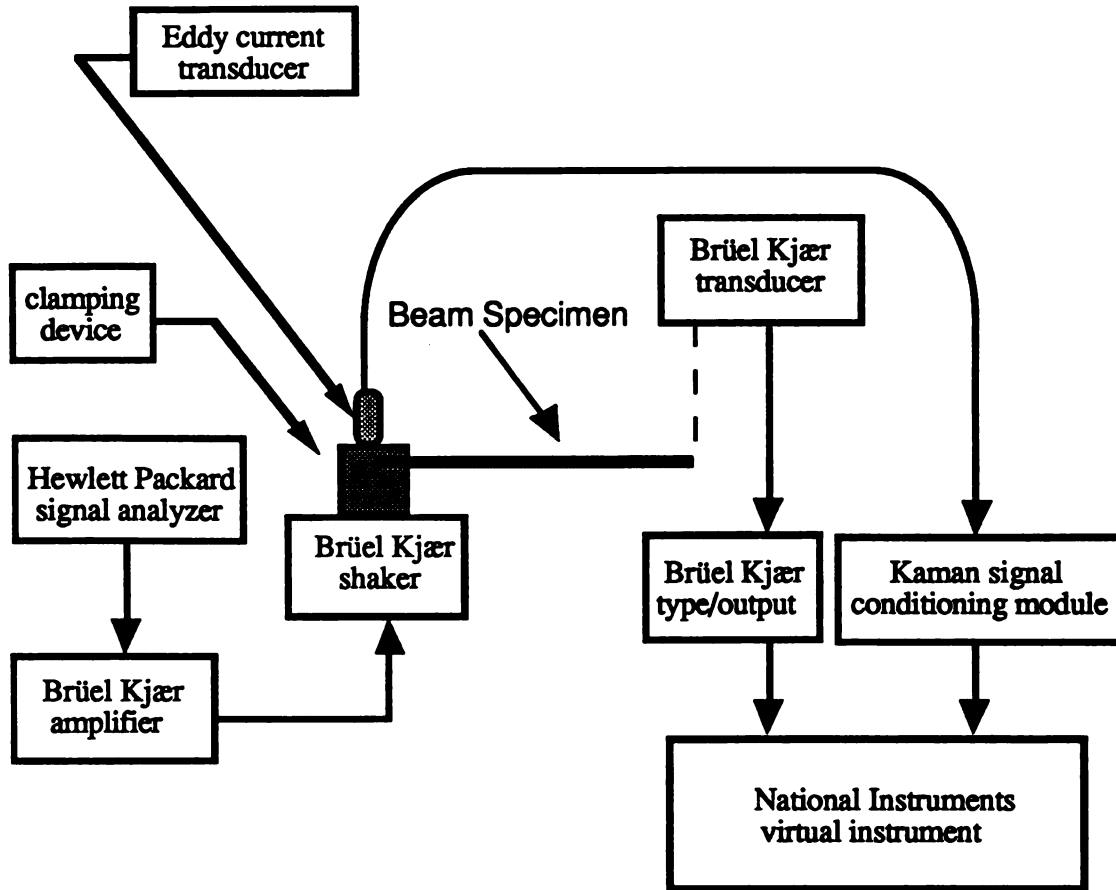 Eddy current
transducer
Brüel Kjær
transducer
clamping
device
Beam Specimen
Hewlett Packard
signal analyzer
Brüel Kjær
shaker
Brüel Kjær
type/output
Kaman signal
conditioning module
Brüel Kjær
amplifier
National Instruments
virtual instrument